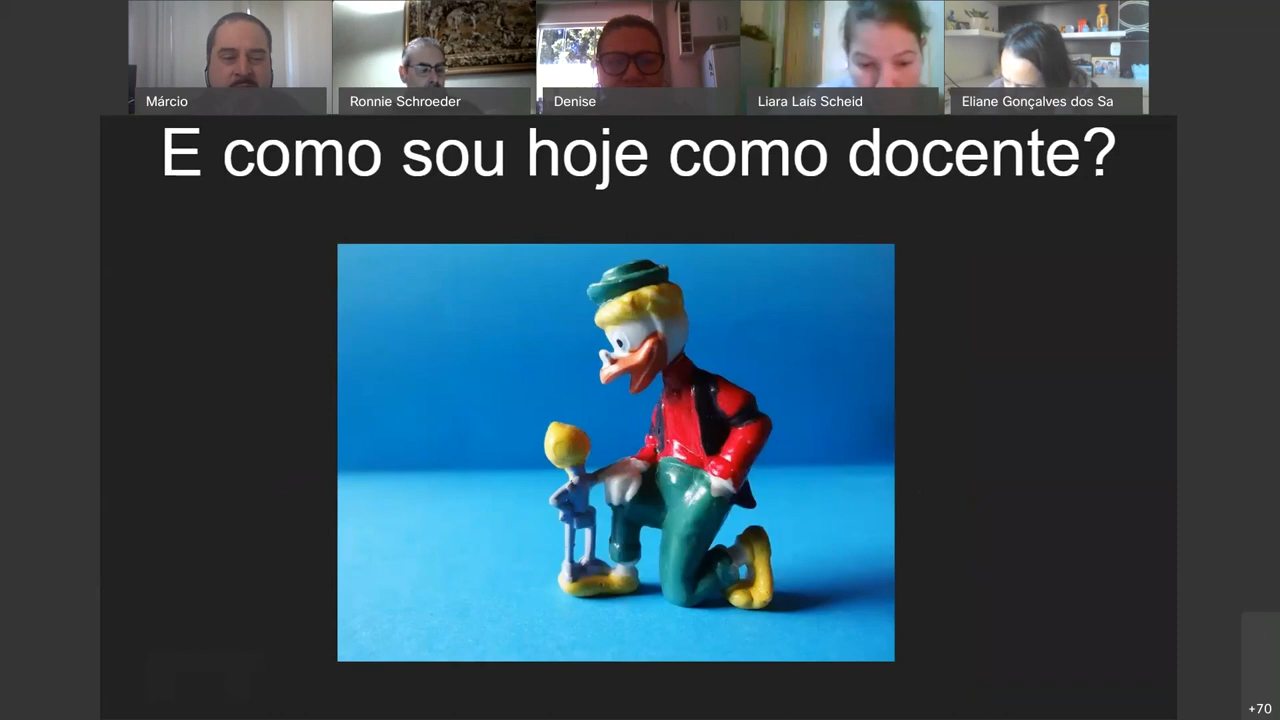 Márcio
Ronnie Schroeder
Denise
Liara Laís Scheid
Eliane Gonçalves dos Sa
E como sou hoje como docente?
+70